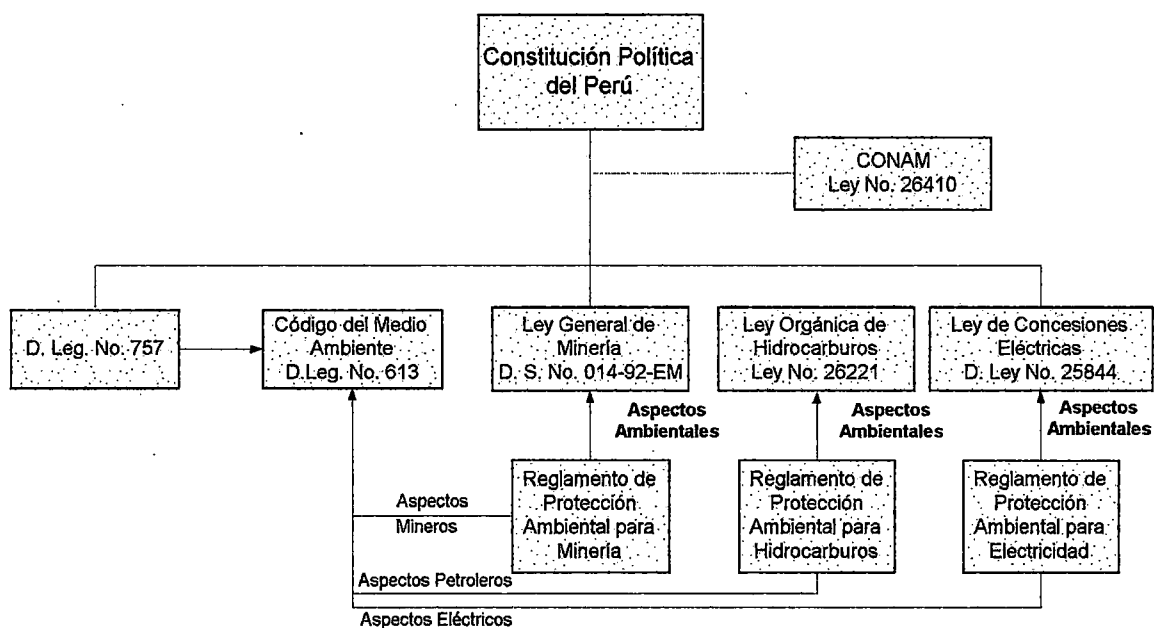 Constitución Política
del Perú
CONAM
Ley No. 26410
D. Leg. No. 757
Código del Medio
Ambiente
D.Leg. No. 613
Ley General de
Minería
D. S. No. 014-92-EM
Ley Orgánica de
Hidrocarburos
Ley No. 26221
Ley de Concesiones
Eléctricas
D. Ley No. 25844
Aspectos
Ambientales
Aspectos
Ambientales
Aspectos
Ambientales
Aspectos
Mineros
Reglamento de
Protección
Ambiental para
Minería
Reglamento de
Protección
Ambiental para
Hidrocarburos
Reglamento de
Protección
Ambiental para
Electricidad
Aspectos Petroleros
Aspectos Eléctricos